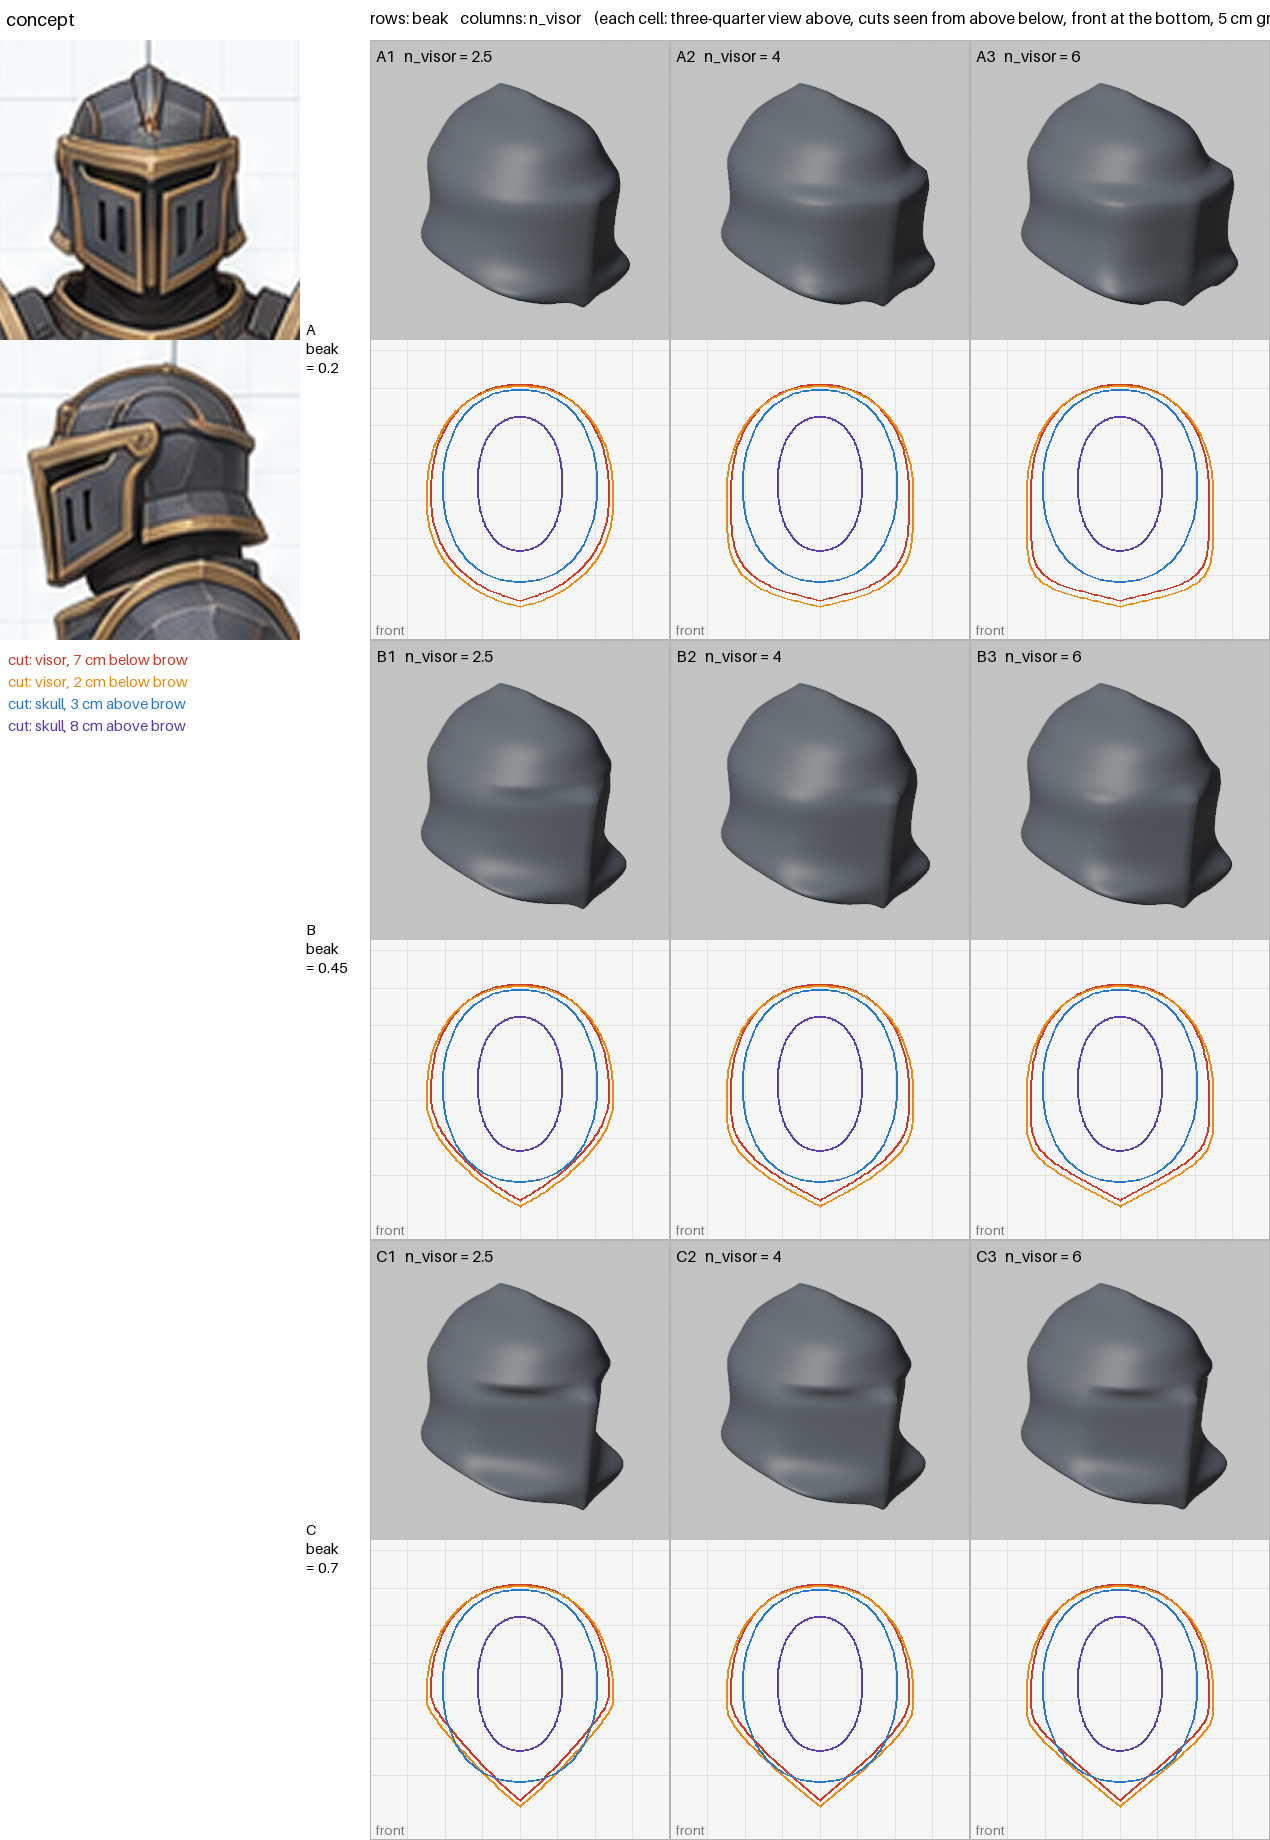 concept
rows: beak   columns: n_visor   (each cell: three-quarter view above, cuts seen from above below, front at the bottom, 5 cm gr
A1  n_visor = 2.5
A2  n_visor = 4
A3  n_visor = 6
A
beak
= 0.2
front
front
front
cut: visor, 7 cm below brow
cut: visor, 2 cm below brow
cut: skull, 3 cm above brow
cut: skull, 8 cm above brow
B1  n_visor = 2.5
B2  n_visor = 4
B3  n_visor = 6
B
beak
= 0.45
front
front
front
C1  n_visor = 2.5
C2  n_visor = 4
C3  n_visor = 6
C
beak
= 0.7
front
front
front